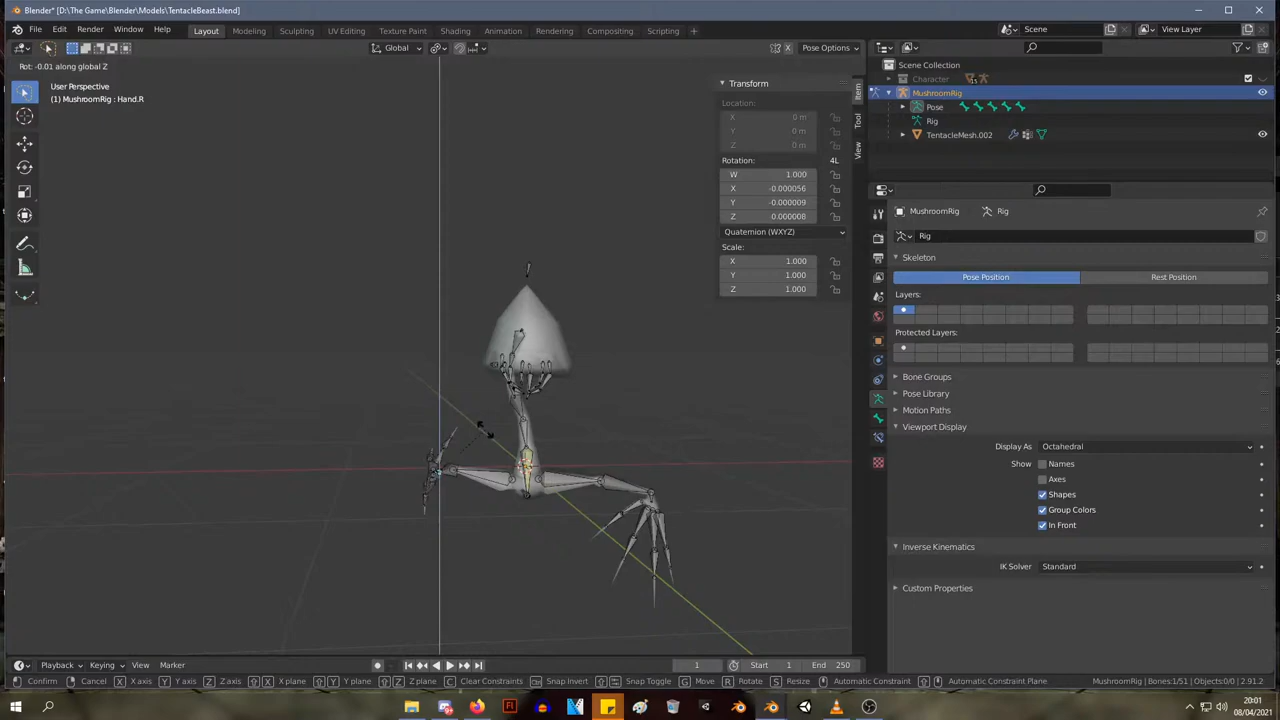 Blender* [D:\The Game\Blender\Models\TentacleBeast.blend]
File Edit Render Window Help Layout Modeling Sculpting UV Editing Texture Paint Shading Animation Rendering Compositing Scripting + Scene View Layer
Global Pose Options
Rot: -0.01 along global Z
User Perspective
(1) MushroomRig : Hand.R
Transform
Location:
X 0 m
Y 0 m
Z 0 m
Rotation: 4L
W 1.000
X -0.000056
Y -0.000009
Z 0.000008
Quaternion (WXYZ)
Scale:
X 1.000
Y 1.000
Z 1.000
Item
Tool
View
Scene Collection
Character 15
MushroomRig
Pose
Rig
TentacleMesh.002
MushroomRig Rig
Rig
Skeleton
Pose Position Rest Position
Layers:
Protected Layers:
Bone Groups
Pose Library
Motion Paths
Viewport Display
Display As Octahedral
Show Names
Axes
Shapes
Group Colors
In Front
Inverse Kinematics
IK Solver Standard
Custom Properties
Playback Keying View Marker 1 Start 1 End 250
Confirm Cancel X X axis Y Y axis Z Z axis X X plane Y Y plane Z Z plane C Clear Constraints Snap Invert Snap Toggle G Move R Rotate S Resize Automatic Constraint Automatic Constraint Plane MushroomRig | Bones:1/51 | Objects:0/0 | 2.91.2
Fl
20:01
08/04/2021